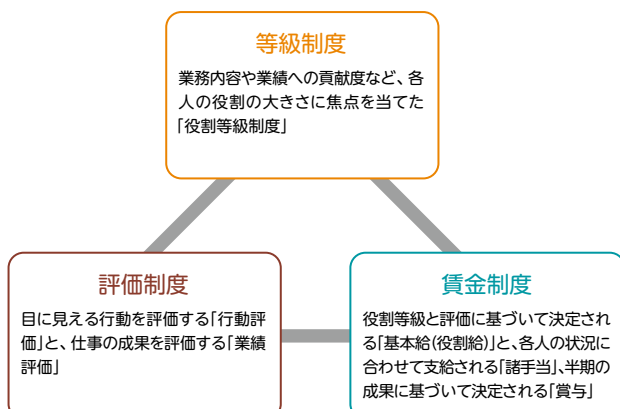 等級制度
業務内容や業績への貢献度など、各
人の役割の大きさに焦点を当てた
「役割等級制度」
評価制度
目に見える行動を評価する「行動評
価」と、仕事の成果を評価する「業績
評価」
賃金制度
役割等級と評価に基づいて決定され
る「基本給(役割給)」と、各人の状況に
合わせて支給される「諸手当」、半期の
成果に基づいて決定される「賞与」